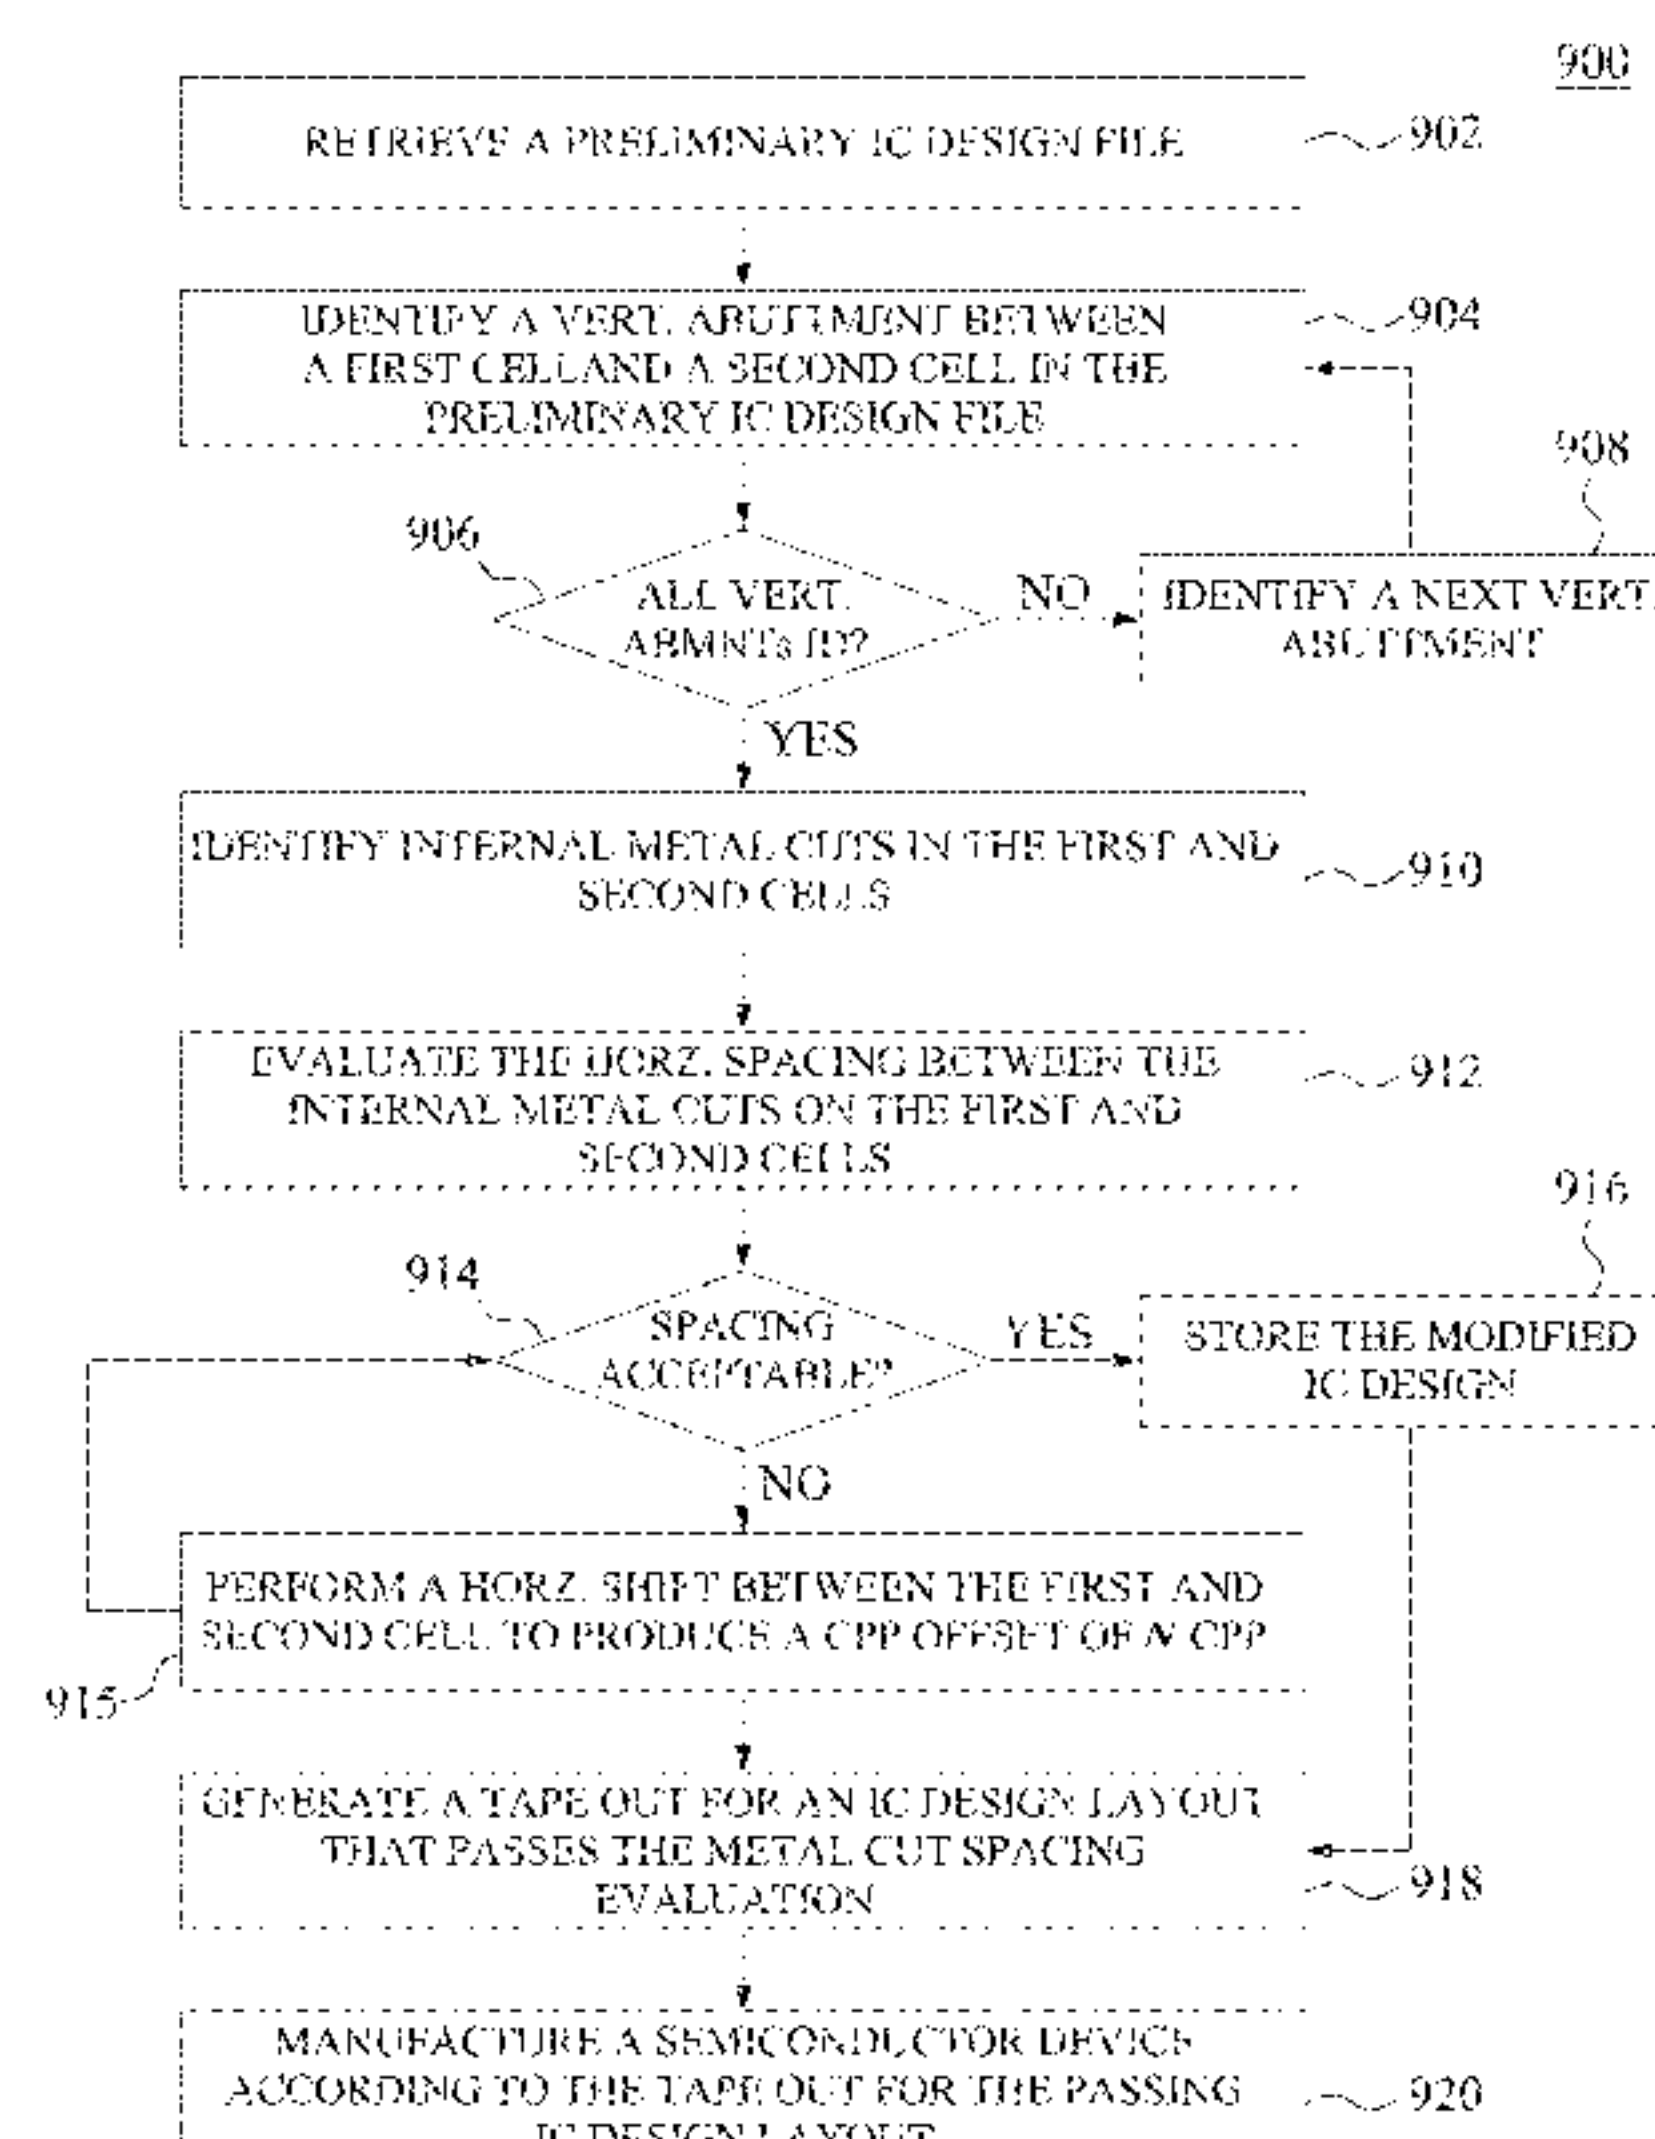 900
RETRIEVE A PRELIMINARY IC DESIGN FILE
902
IDENTIFY A VERT. ABUTTMENT BETWEEN
A FIRST CELLAND A SECOND CELL IN THE
PRELIMINARY IC DESIGN FILE
904
906
ALL VERT.
ABMNTs ID?
NO
YES
908
IDENTIFY A NEXT VERT.
ABUTTMENT
IDENTIFY INTERNAL METAL CUTS IN THE FIRST AND
SECOND CELLS
910
EVALUATE THE HORZ. SPACING BETWEEN THE
INTERNAL METAL CUTS ON THE FIRST AND
SECOND CELLS
912
914
SPACING
ACCEPTABLE?
YES
NO
916
STORE THE MODIFIED
IC DESIGN
PERFORM A HORZ. SHIFT BETWEEN THE FIRST AND
SECOND CELL TO PRODUCE A CPP OFFSET OF N CPP
915
GENERATE A TAPE OUT FOR AN IC DESIGN LAYOUT
THAT PASSES THE METAL CUT SPACING
EVALUATION
918
MANUFACTURE A SEMICONDUCTOR DEVICE
ACCORDING TO THE TAPE OUT FOR THE PASSING
IC DESIGN LAYOUT
920